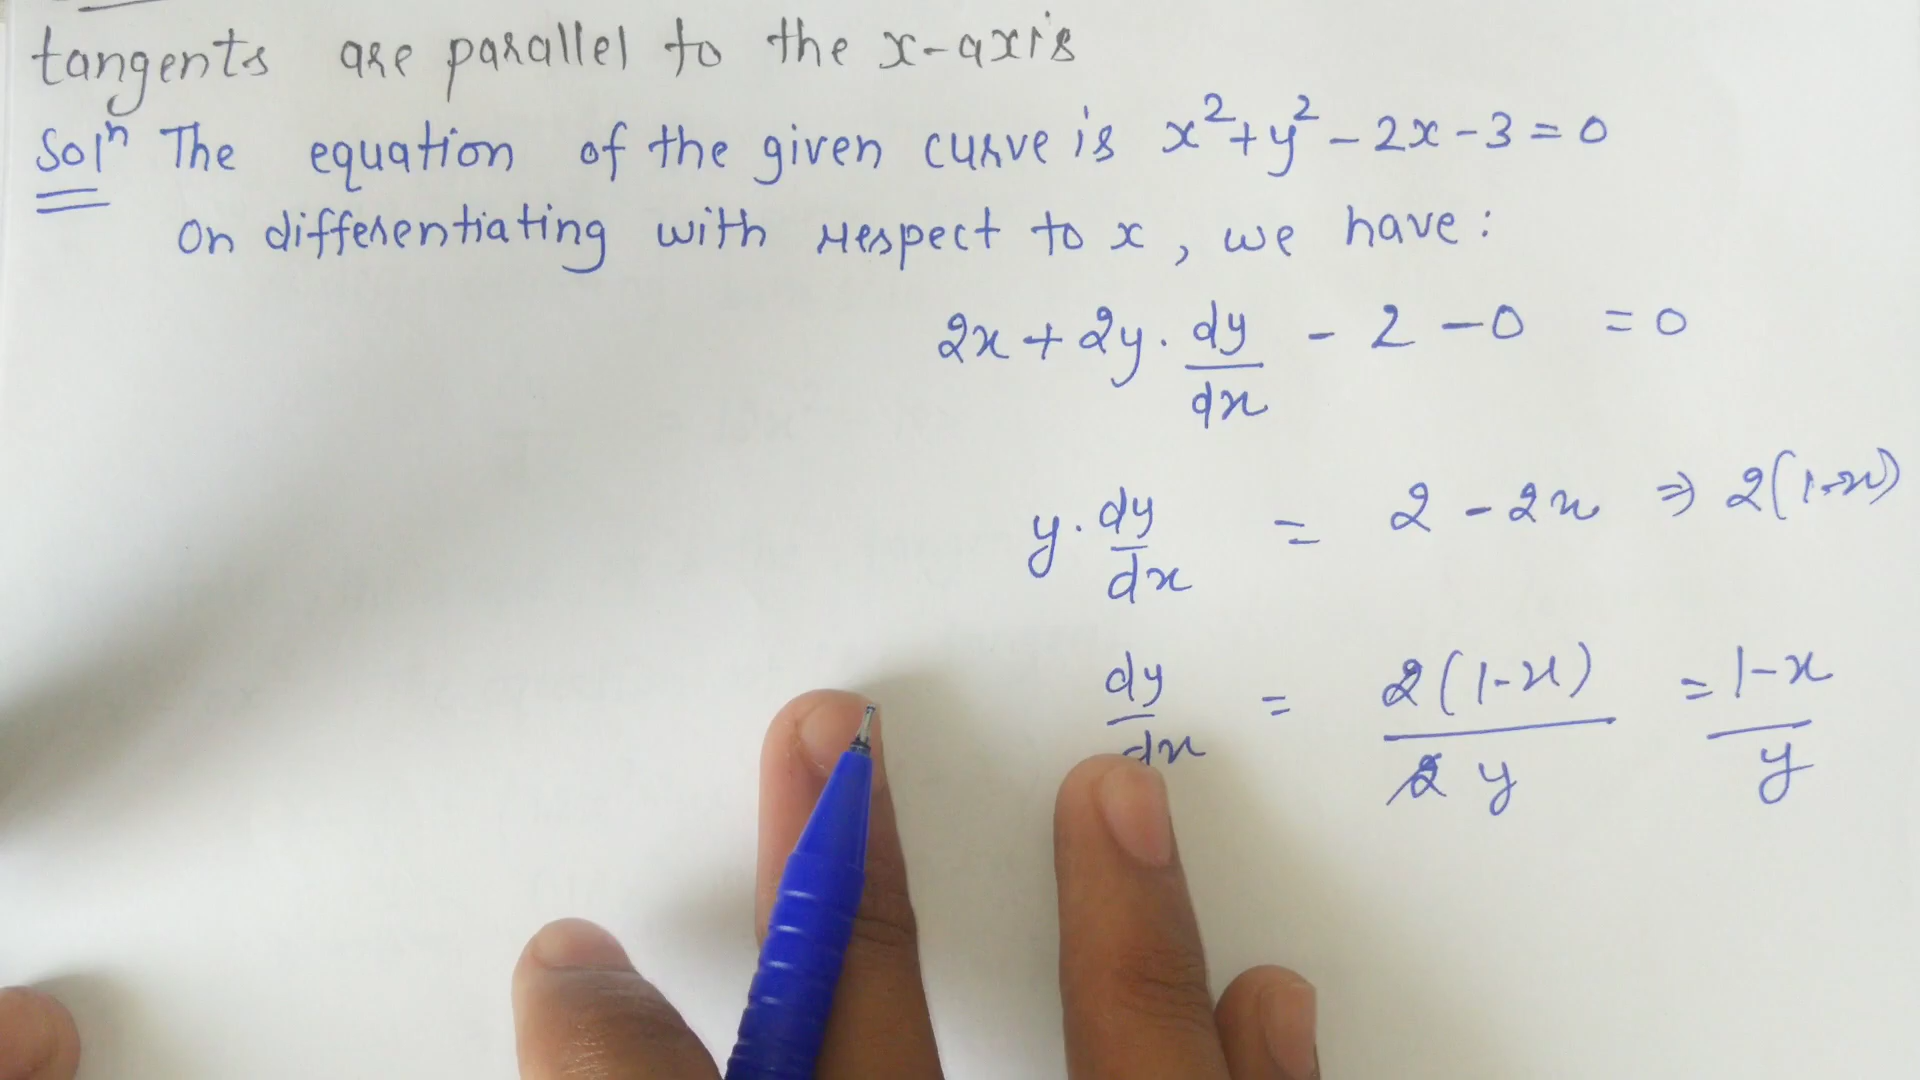 tangents are parallel to the x-axis
Solⁿ The equation of the given curve is x²+y²-2x-3=0
On differentiating with respect to x, we have:
2x+2y. dy/dx - 2 -0 =0
y. dy/dx = 2 -2x ⇒ 2(1-x)
dy/dx = 2(1-x)/2y = 1-x/y